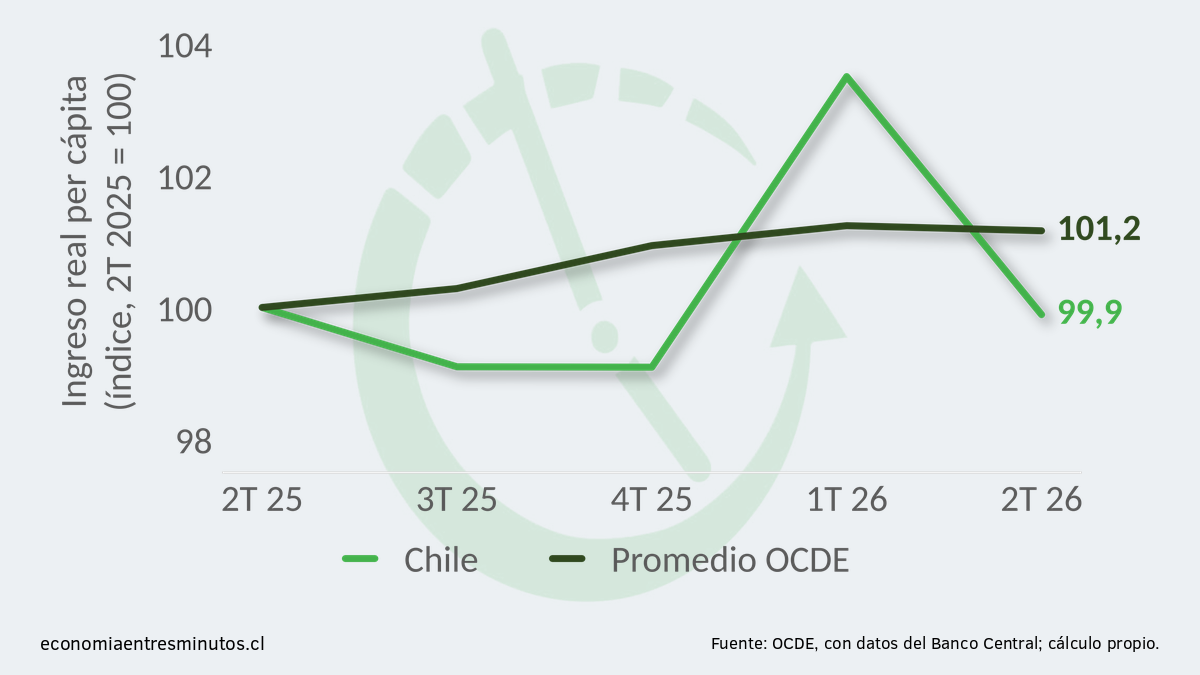 Ingreso real per cápita
(índice, 2T 2025 = 100)
104
102
100
98
101,2
99,9
2T 25
3T 25
4T 25
1T 26
2T 26
Chile
Promedio OCDE
economiaentresminutos.cl
Fuente: OCDE, con datos del Banco Central; cálculo propio.